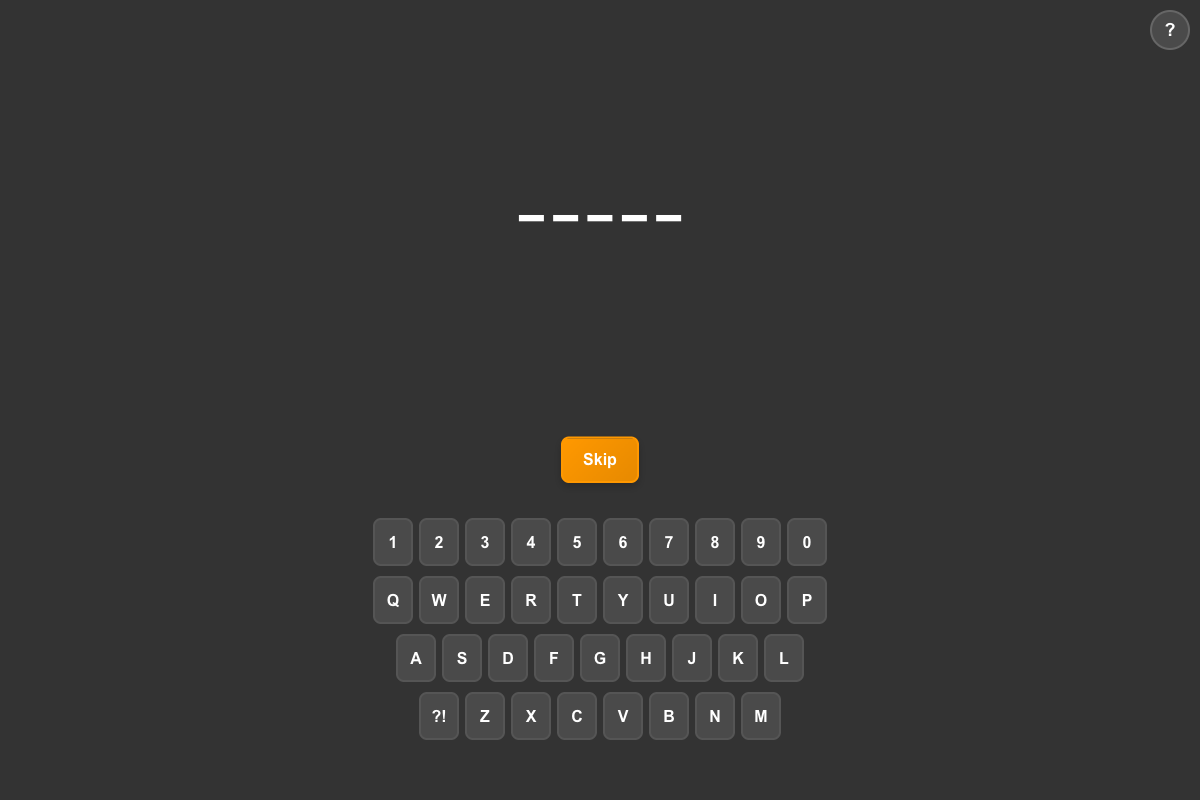 ?
_ _ _ _ _
Skip
1 2 3 4 5 6 7 8 9 0
Q W E R T Y U I O P
A S D F G H J K L
?! Z X C V B N M